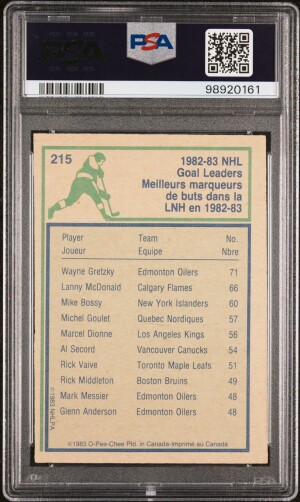 PSA
PSA
98920161
215
1982-83 NHL
Goal Leaders
Meilleurs marqueurs
de buts dans la
LNH en 1982-83
Player Team No.
Joueur Equipe Nbre
Wayne Gretzky Edmonton Oilers 71
Lanny McDonald Calgary Flames 66
Mike Bossy New York Islanders 60
Michel Goulet Quebec Nordiques 57
Marcel Dionne Los Angeles Kings 56
Al Secord Vancouver Canucks 54
Rick Vaive Toronto Maple Leafs 51
Rick Middleton Boston Bruins 49
Mark Messier Edmonton Oilers 48
Glenn Anderson Edmonton Oilers 48
©1983 NHLPA
©1983 O-Pee-Chee Ptd. in Canada-Imprimé au Canada